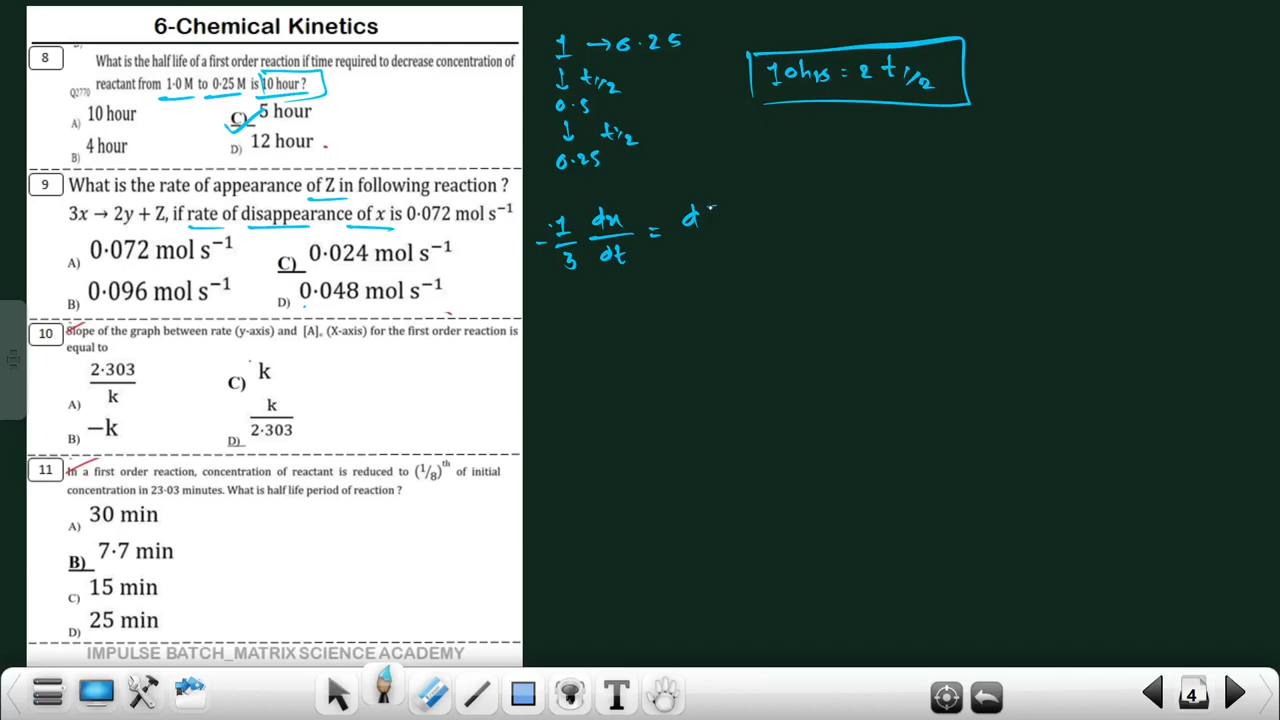 6-Chemical Kinetics
8
What is the half life of a first order reaction if time required to decrease concentration of
reactant from 1·0 M to 0·25 M is 10 hour ?
Q2770
A) 10 hour
C) 5 hour
B) 4 hour
D) 12 hour
9
What is the rate of appearance of Z in following reaction ?
3x → 2y + Z, if rate of disappearance of x is 0·072 mol s⁻¹
A) 0·072 mol s⁻¹
C) 0·024 mol s⁻¹
B) 0·096 mol s⁻¹
D) 0·048 mol s⁻¹
10
Slope of the graph between rate (y-axis) and [A]ₒ (X-axis) for the first order reaction is
equal to
A) 2·303/k
C) k
B) −k
D) k/2·303
11
In a first order reaction, concentration of reactant is reduced to (1/8)th of initial
concentration in 23·03 minutes. What is half life period of reaction ?
A) 30 min
B) 7·7 min
C) 15 min
D) 25 min
IMPULSE BATCH_MATRIX SCIENCE ACADEMY
1 → 0.25
↓ t1/2
0.5
↓ t1/2
0.25
10hrs = 2 t1/2
-1/3 dx/dt = d
T
4